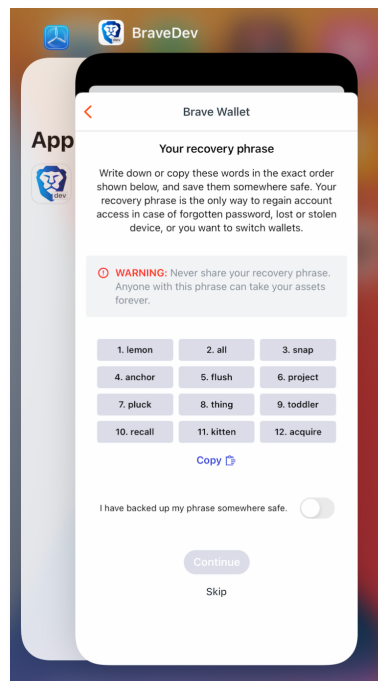 BraveDev
App
dev
Brave Wallet
Your recovery phrase
Write down or copy these words in the exact order
shown below, and save them somewhere safe. Your
recovery phrase is the only way to regain account
access in case of forgotten password, lost or stolen
device, or you want to switch wallets.
WARNING: Never share your recovery phrase.
Anyone with this phrase can take your assets
forever.
1. lemon
2. all
3. snap
4. anchor
5. flush
6. project
7. pluck
8. thing
9. toddler
10. recall
11. kitten
12. acquire
Copy
I have backed up my phrase somewhere safe.
Continue
Skip